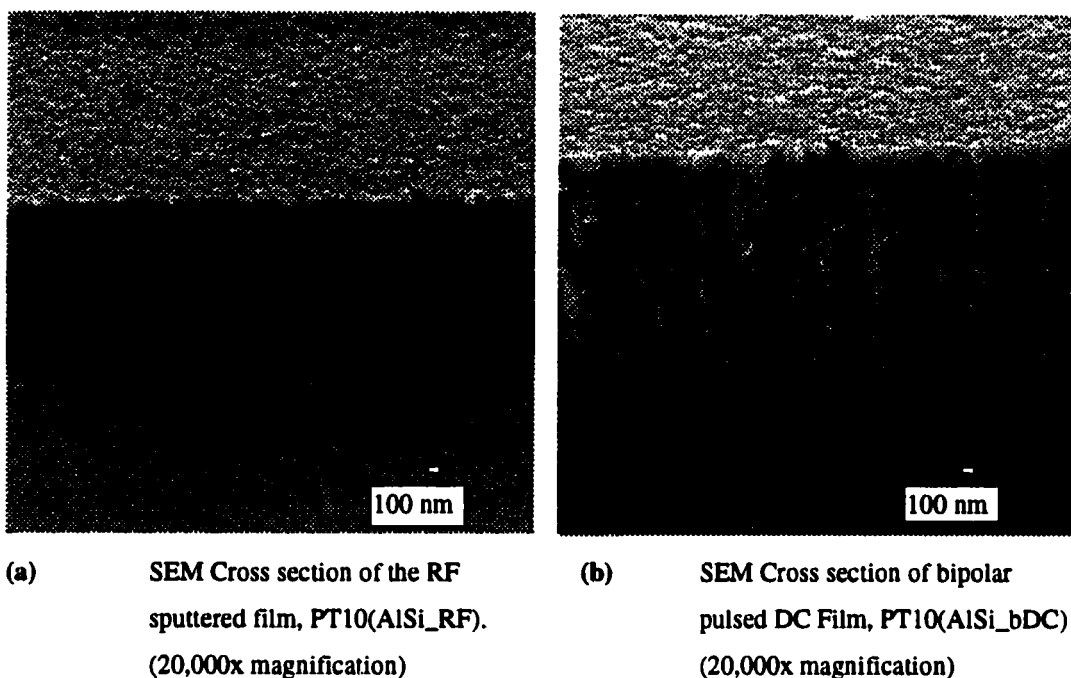 100 nm
100 nm
(a) SEM Cross section of the RF
sputtered film, PT10(AlSi_RF).
(20,000x magnification)
(b) SEM Cross section of bipolar
pulsed DC Film, PT10(AlSi_bDC)
(20,000x magnification)